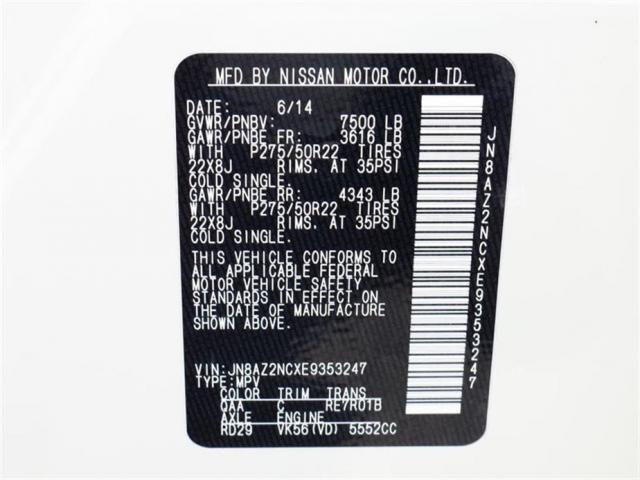 MFD BY NISSAN MOTOR CO.,LTD.
DATE: 6/14
GVWR/PNBV: 7500 LB
GAWR/PNBE FR: 3616 LB
WITH P275/50R22 TIRES
22X8J RIMS. AT 35PSI
COLD SINGLE.
GAWR/PNBE RR: 4343 LB
WITH P275/50R22 TIRES
22X8J RIMS. AT 35PSI
COLD SINGLE.
THIS VEHICLE CONFORMS TO
ALL APPLICABLE FEDERAL
MOTOR VEHICLE SAFETY
STANDARDS IN EFFECT ON
THE DATE OF MANUFACTURE
SHOWN ABOVE.
VIN:JN8AZ2NCXE9353247
TYPE:MPV
COLOR TRIM TRANS
QAA C RE7R01B
AXLE ENGINE
RD29 VK56(VD) 5552CC
JN8AZ2NCXE9353247